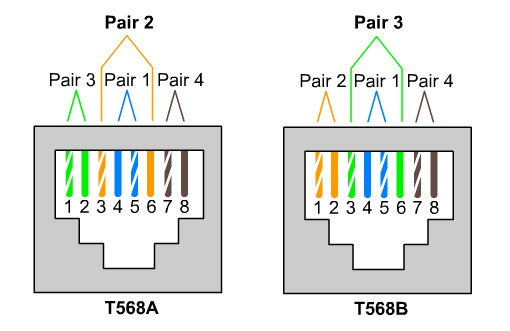 Pair 2
Pair 3 Pair 1 Pair 4
1 2 3 4 5 6 7 8
T568A
Pair 3
Pair 2 Pair 1 Pair 4
1 2 3 4 5 6 7 8
T568B